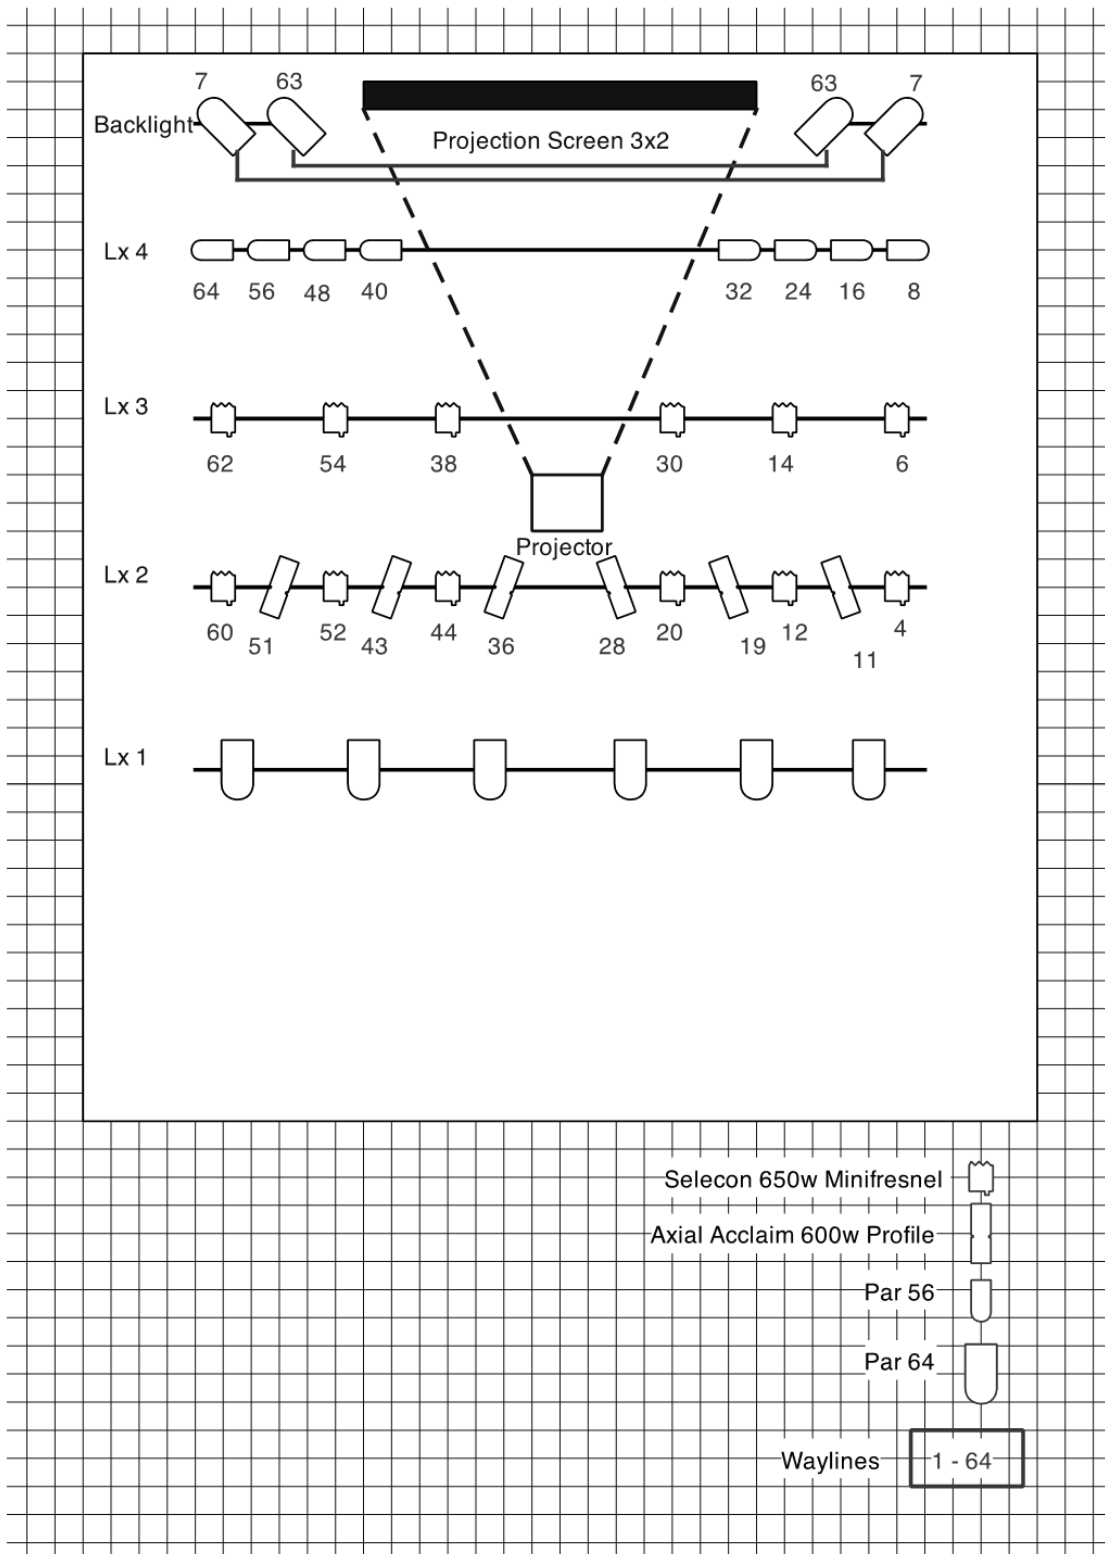 7 63 63 7
Backlight
Projection Screen 3x2
Lx 4
64 56 48 40 32 24 16 8
Lx 3
62 54 38 30 14 6
Projector
Lx 2
60 51 52 43 44 36 28 20 19 12 11 4
Lx 1
Selecon 650w Minifresnel
Axial Acclaim 600w Profile
Par 56
Par 64
Waylines 1 - 64